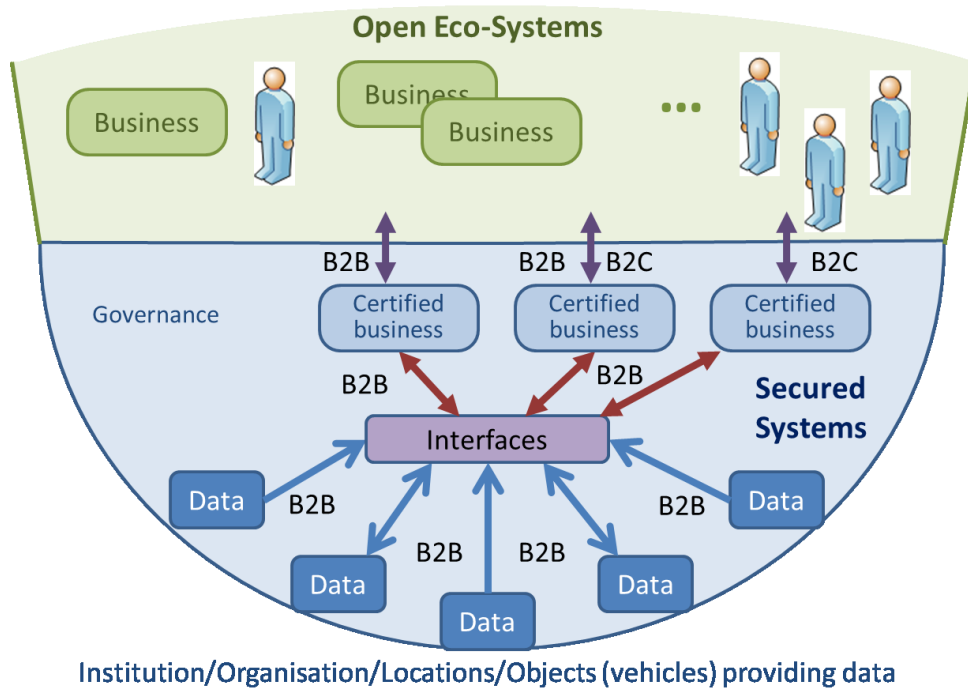 Open Eco-Systems
Business
Business
Business
...
B2B
B2B
B2C
B2C
Governance
Certified
business
Certified
business
Certified
business
B2B
B2B
Secured
Systems
Interfaces
Data
B2B
B2B
Data
Data
B2B
B2B
Data
Data
Institution/Organisation/Locations/Objects (vehicles) providing data